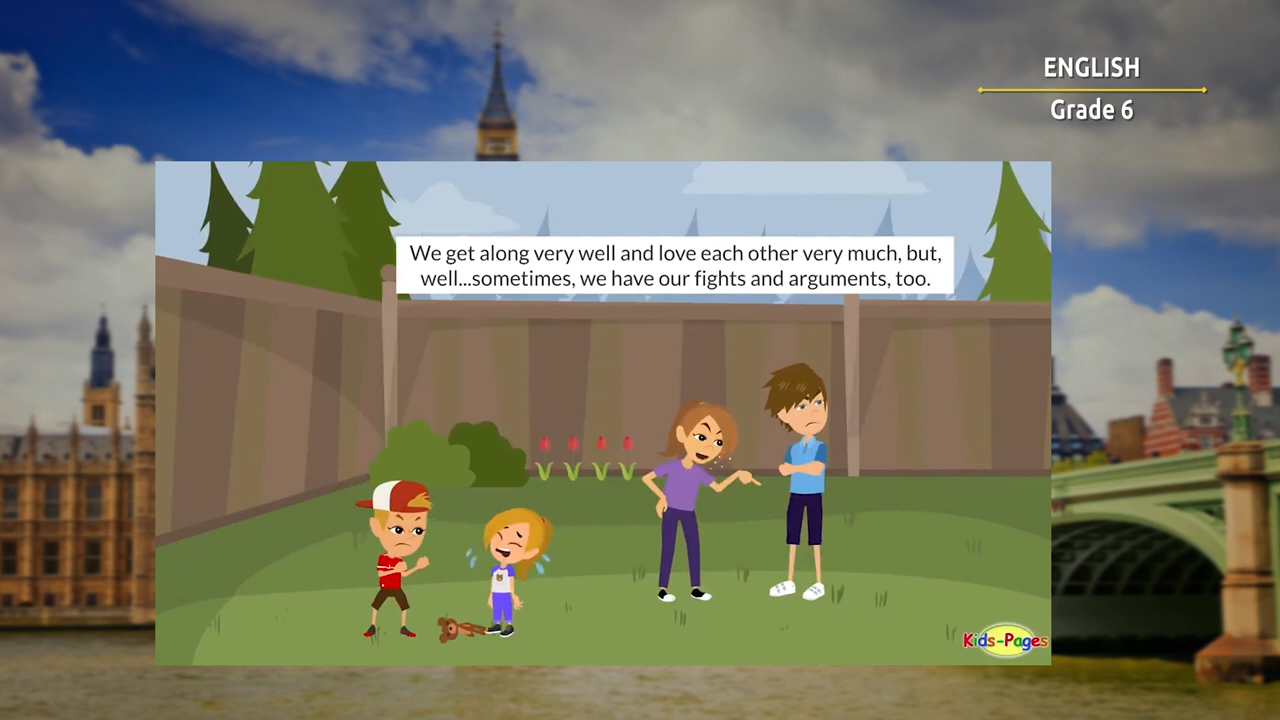 ENGLISH
Grade 6
We get along very well and love each other very much, but,
well...sometimes, we have our fights and arguments, too.
Kids-Pages